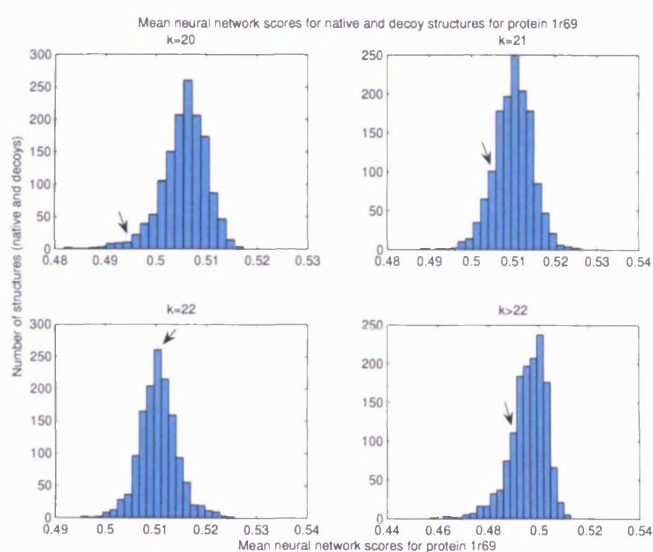 Mean neural network scores for native and decoy structures for protein 1r69
k=20
300
250
200
150
100
50
0
0.48 0.49 0.5 0.51 0.52 0.53
k=21
250
200
150
100
50
0
0.48 0.49 0.5 0.51 0.52 0.53 0.54
Number of structures (native and decoys)
k=22
300
250
200
150
100
50
0
0.49 0.5 0.51 0.52 0.53 0.54
k>22
250
200
150
100
50
0
0.44 0.46 0.48 0.5 0.52 0.54
Mean neural network scores for protein 1r69